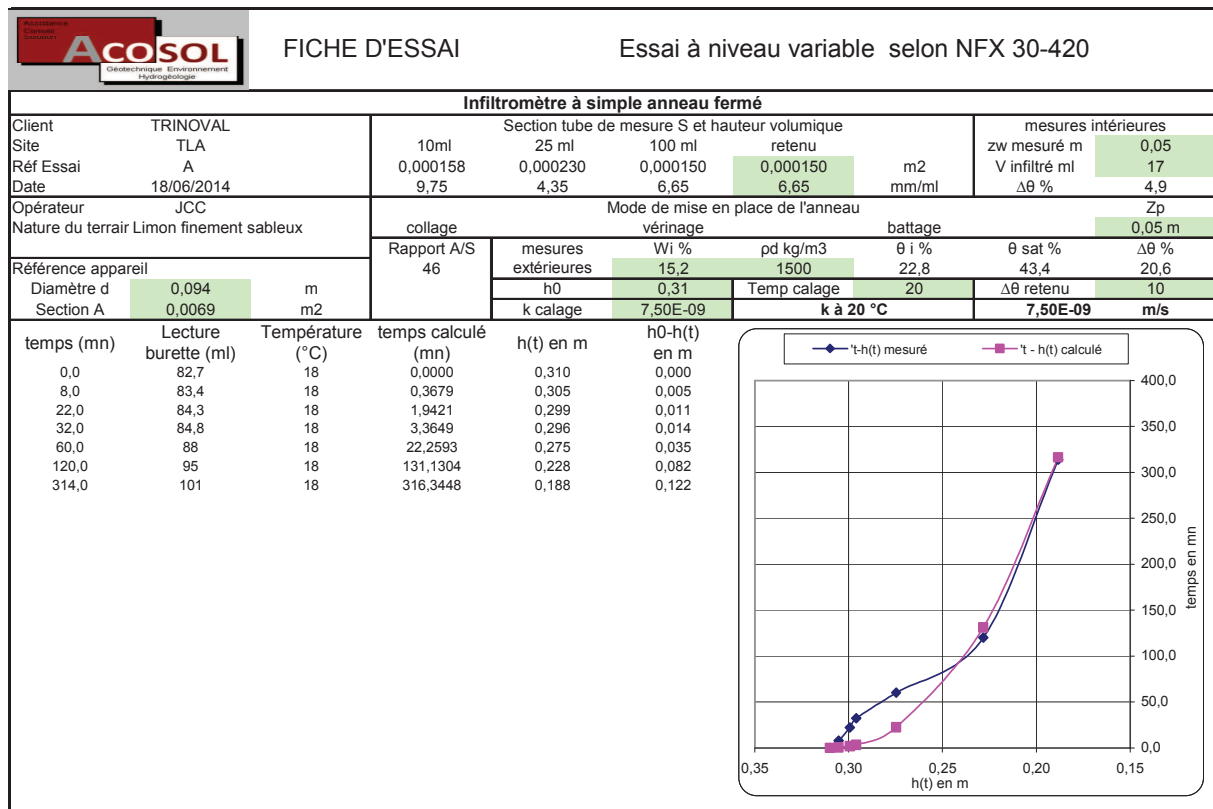 Assistance
Conseil
Solution
ACOSOL
Géotechnique Environnement
Hydrogéologie
FICHE D'ESSAI Essai à niveau variable selon NFX 30-420
Infiltromètre à simple anneau fermé
Client TRINOVAL Section tube de mesure S et hauteur volumique mesures intérieures
Site TLA 10ml 25 ml 100 ml retenu zw mesuré m 0,05
Réf Essai A 0,000158 0,000230 0,000150 0,000150 m2 V infiltré ml 17
Date 18/06/2014 9,75 4,35 6,65 6,65 mm/ml Δθ % 4,9
Opérateur JCC Mode de mise en place de l'anneau Zp
Nature du terrain Limon finement sableux collage vérinage battage 0,05 m
Rapport A/S mesures Wi % ρd kg/m3 θ i % θ sat % Δθ %
Référence appareil 46 extérieures 15,2 1500 22,8 43,4 20,6
Diamètre d 0,094 m h0 0,31 Temp calage 20 Δθ retenu 10
Section A 0,0069 m2 k calage 7,50E-09 k à 20 °C 7,50E-09 m/s
temps (mn) Lecture burette (ml) Température (°C) temps calculé (mn) h(t) en m h0-h(t) en m
0,0 82,7 18 0,0000 0,310 0,000
8,0 83,4 18 0,3679 0,305 0,005
22,0 84,3 18 1,9421 0,299 0,011
32,0 84,8 18 3,3649 0,296 0,014
60,0 88 18 22,2593 0,275 0,035
120,0 95 18 131,1304 0,228 0,082
314,0 101 18 316,3448 0,188 0,122
't-h(t) mesuré 't - h(t) calculé
400,0
350,0
300,0
250,0
200,0
150,0
100,0
50,0
0,0
temps en mn
0,35 0,30 0,25 0,20 0,15
h(t) en m